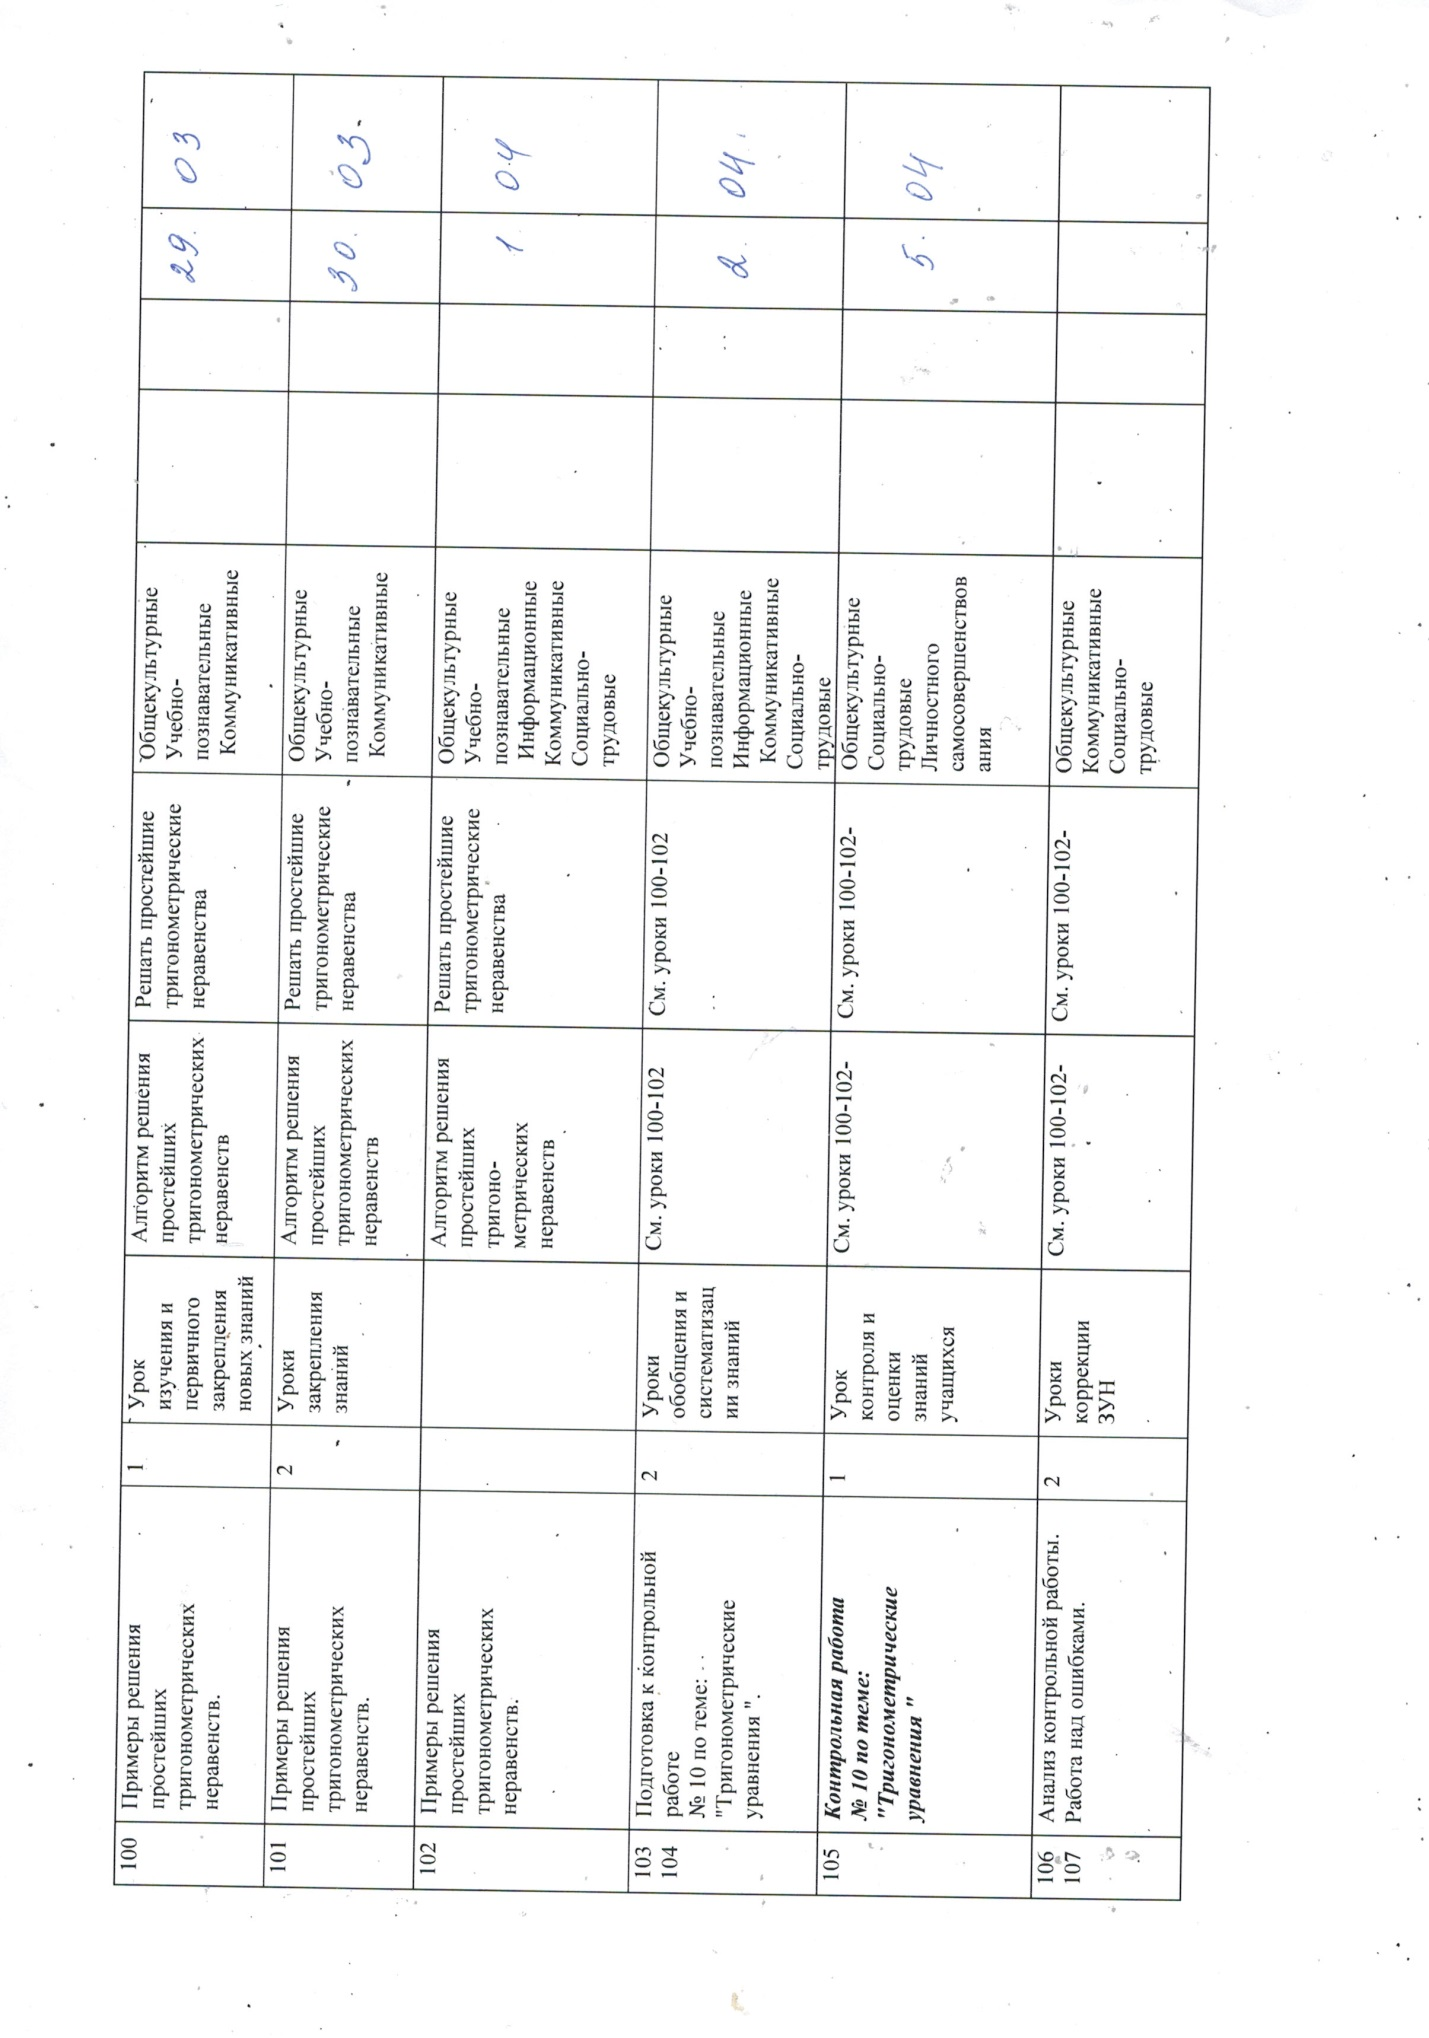 100
Примеры решения
простейших
тригонометрических
неравенств.
1
Урок
изучения и
первичного
закрепления
новых знаний
Алгоритм решения
простейших
тригонометрических
неравенств
Решать простейшие
тригонометрические
неравенства
Общекультурные
Учебно-
познавательные
Коммуникативные
29.
03
101
Примеры решения
простейших
тригонометрических
неравенств.
2
Уроки
закрепления
знаний
Алгоритм решения
простейших
тригонометрических
неравенств
Решать простейшие
тригонометрические
неравенства
Общекультурные
Учебно-
познавательные
Коммуникативные
30.
03.
102
Примеры решения
простейших
тригонометрических
неравенств.
Алгоритм решения
простейших
тригоно-
метрических
неравенств
Решать простейшие
тригонометрические
неравенства
Общекультурные
Учебно-
познавательные
Информационные
Коммуникативные
Социально-
трудовые
1
04
103
104
Подготовка к контрольной
работе
№ 10 по теме:
"Тригонометрические
уравнения ".
2
Уроки
обобщения и
систематизац
ии знаний
См. уроки 100-102
См. уроки 100-102
Общекультурные
Учебно-
познавательные
Информационные
Коммуникативные
Социально-
трудовые
2.
04.
105
Контрольная работа
№ 10 по теме:
"Тригонометрические
уравнения "
1
Урок
контроля и
оценки
знаний
учащихся
См. уроки 100-102-
См. уроки 100-102-
Общекультурные
Социально-
трудовые
Личностного
самосовершенствов
ания
5.
04
106
107
Анализ контрольной работы.
Работа над ошибками.
2
Уроки
коррекции
ЗУН
См. уроки 100-102-
См. уроки 100-102-
Общекультурные
Коммуникативные
Социально-
трудовые